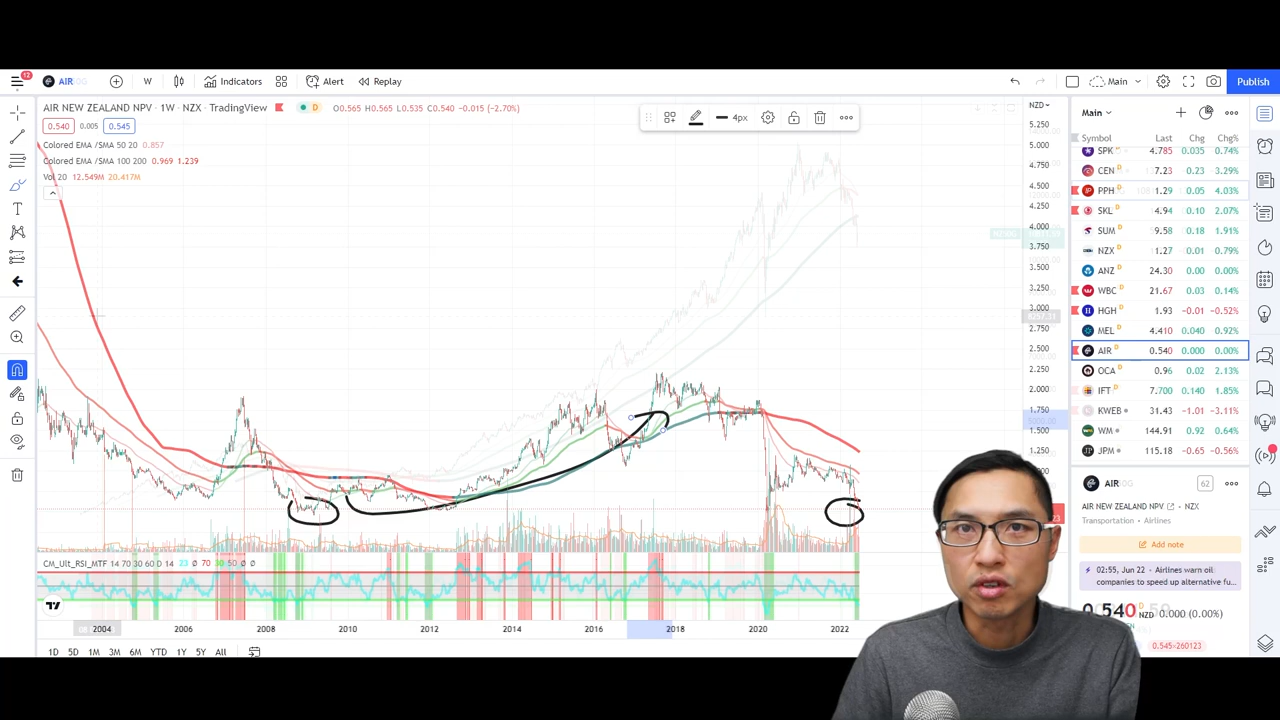 12
AIR
W
Indicators
Alert
Replay
Main
Publish
AIR NEW ZEALAND NPV · 1W · NZX · TradingView D O0.565 H0.565 L0.535 C0.540 -0.015 (-2.70%)
0.540 0.005 0.545
Colored EMA /SMA 50 20 0.857
Colored EMA /SMA 100 200 0.969 1.239
Vol 20 12.549M 20.417M
4px
NZD
5.250
5.000
4.750
4.500
4.250
4.000
3.750
3.500
3.250
3.000
2.750
2.500
2.250
2.000
1.750
1.500
1.250
1.000
CM_Ult_RSI_MTF 14 70 30 60 D 14
2004 2006 2008 2010 2012 2014 2016 2018 2020 2022
1D 5D 1M 3M 6M YTD 1Y 5Y All
Main
Symbol Last Chg Chg%
SPK D 4.785 0.035 0.74%
CEN D 7.23 0.23 3.29%
PPH D 1.29 0.05 4.03%
SKL D 4.94 0.10 2.07%
SUM D 9.58 0.18 1.91%
NZX D 1.27 0.01 0.79%
ANZ D 24.30 0.00 0.00%
WBC D 21.67 0.03 0.14%
HGH D 1.93 -0.01 -0.52%
MEL D 4.410 0.040 0.92%
AIR D 0.540 0.000 0.00%
OCA D 0.96 0.02 2.13%
IFT D 7.700 0.140 1.85%
KWEB 31.43 -1.01 -3.11%
WM 144.91 0.92 0.64%
JPM 115.18 -0.65 -0.56%
AIR
62
AIR NEW ZEALAND NPV · NZX
Transportation · Airlines
Add note
02:55, Jun 22 - Airlines warn oil
companies to speed up alternative fu...
0.540 D NZD 0.000 (0.00%)
0.545×260123